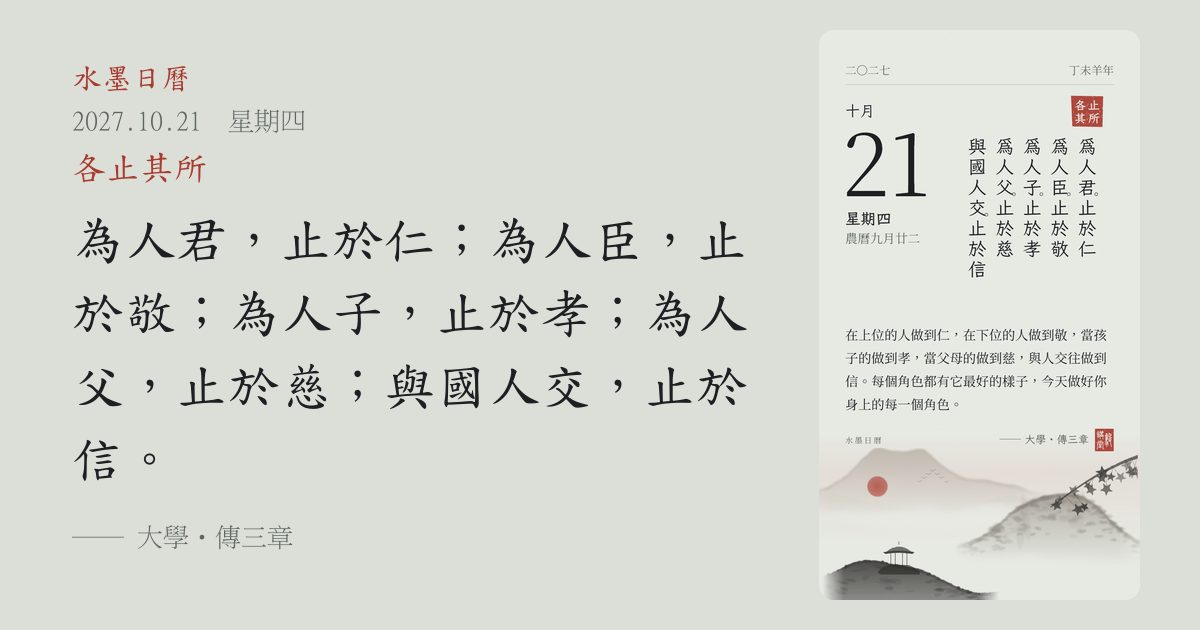 水墨日曆
2027.10.21 星期四
各止其所
為人君，止於仁；為人臣，止
於敬；為人子，止於孝；為人
父，止於慈；與國人交，止於
信。
—— 大學・傳三章
二〇二七
丁未羊年
十月
21
星期四
農曆九月廿二
止所
各其
爲人君。止於仁
爲人臣。止於敬
爲人子。止於孝
爲人父。止於慈
與國人交。止於信
在上位的人做到仁，在下位的人做到敬，當孩
子的做到孝，當父母的做到慈，與人交往做到
信。每個角色都有它最好的樣子，今天做好你
身上的每一個角色。
水墨日曆
—— 大學・傳三章